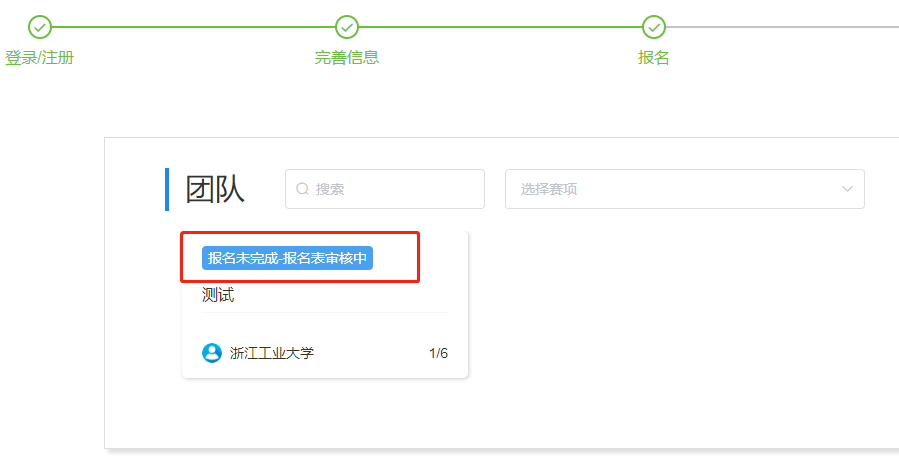 登录/注册
完善信息
报名
团队
搜索
选择赛项
报名未完成-报名表审核中
测试
浙江工业大学
1/6